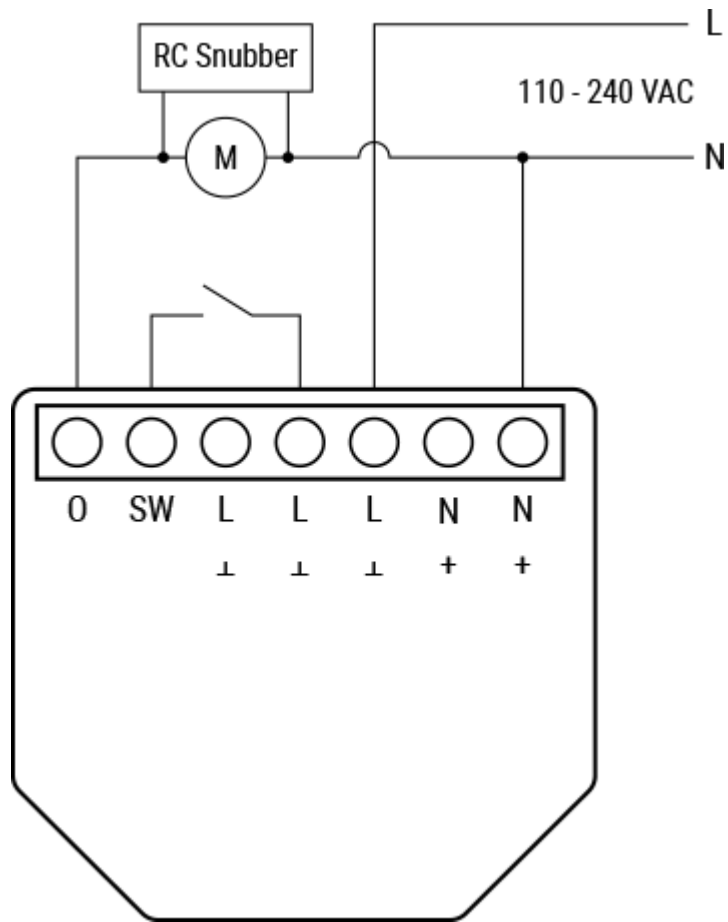 L
RC Snubber
110 - 240 VAC
M
N
O SW L L L N N
⊥ ⊥ ⊥ + +